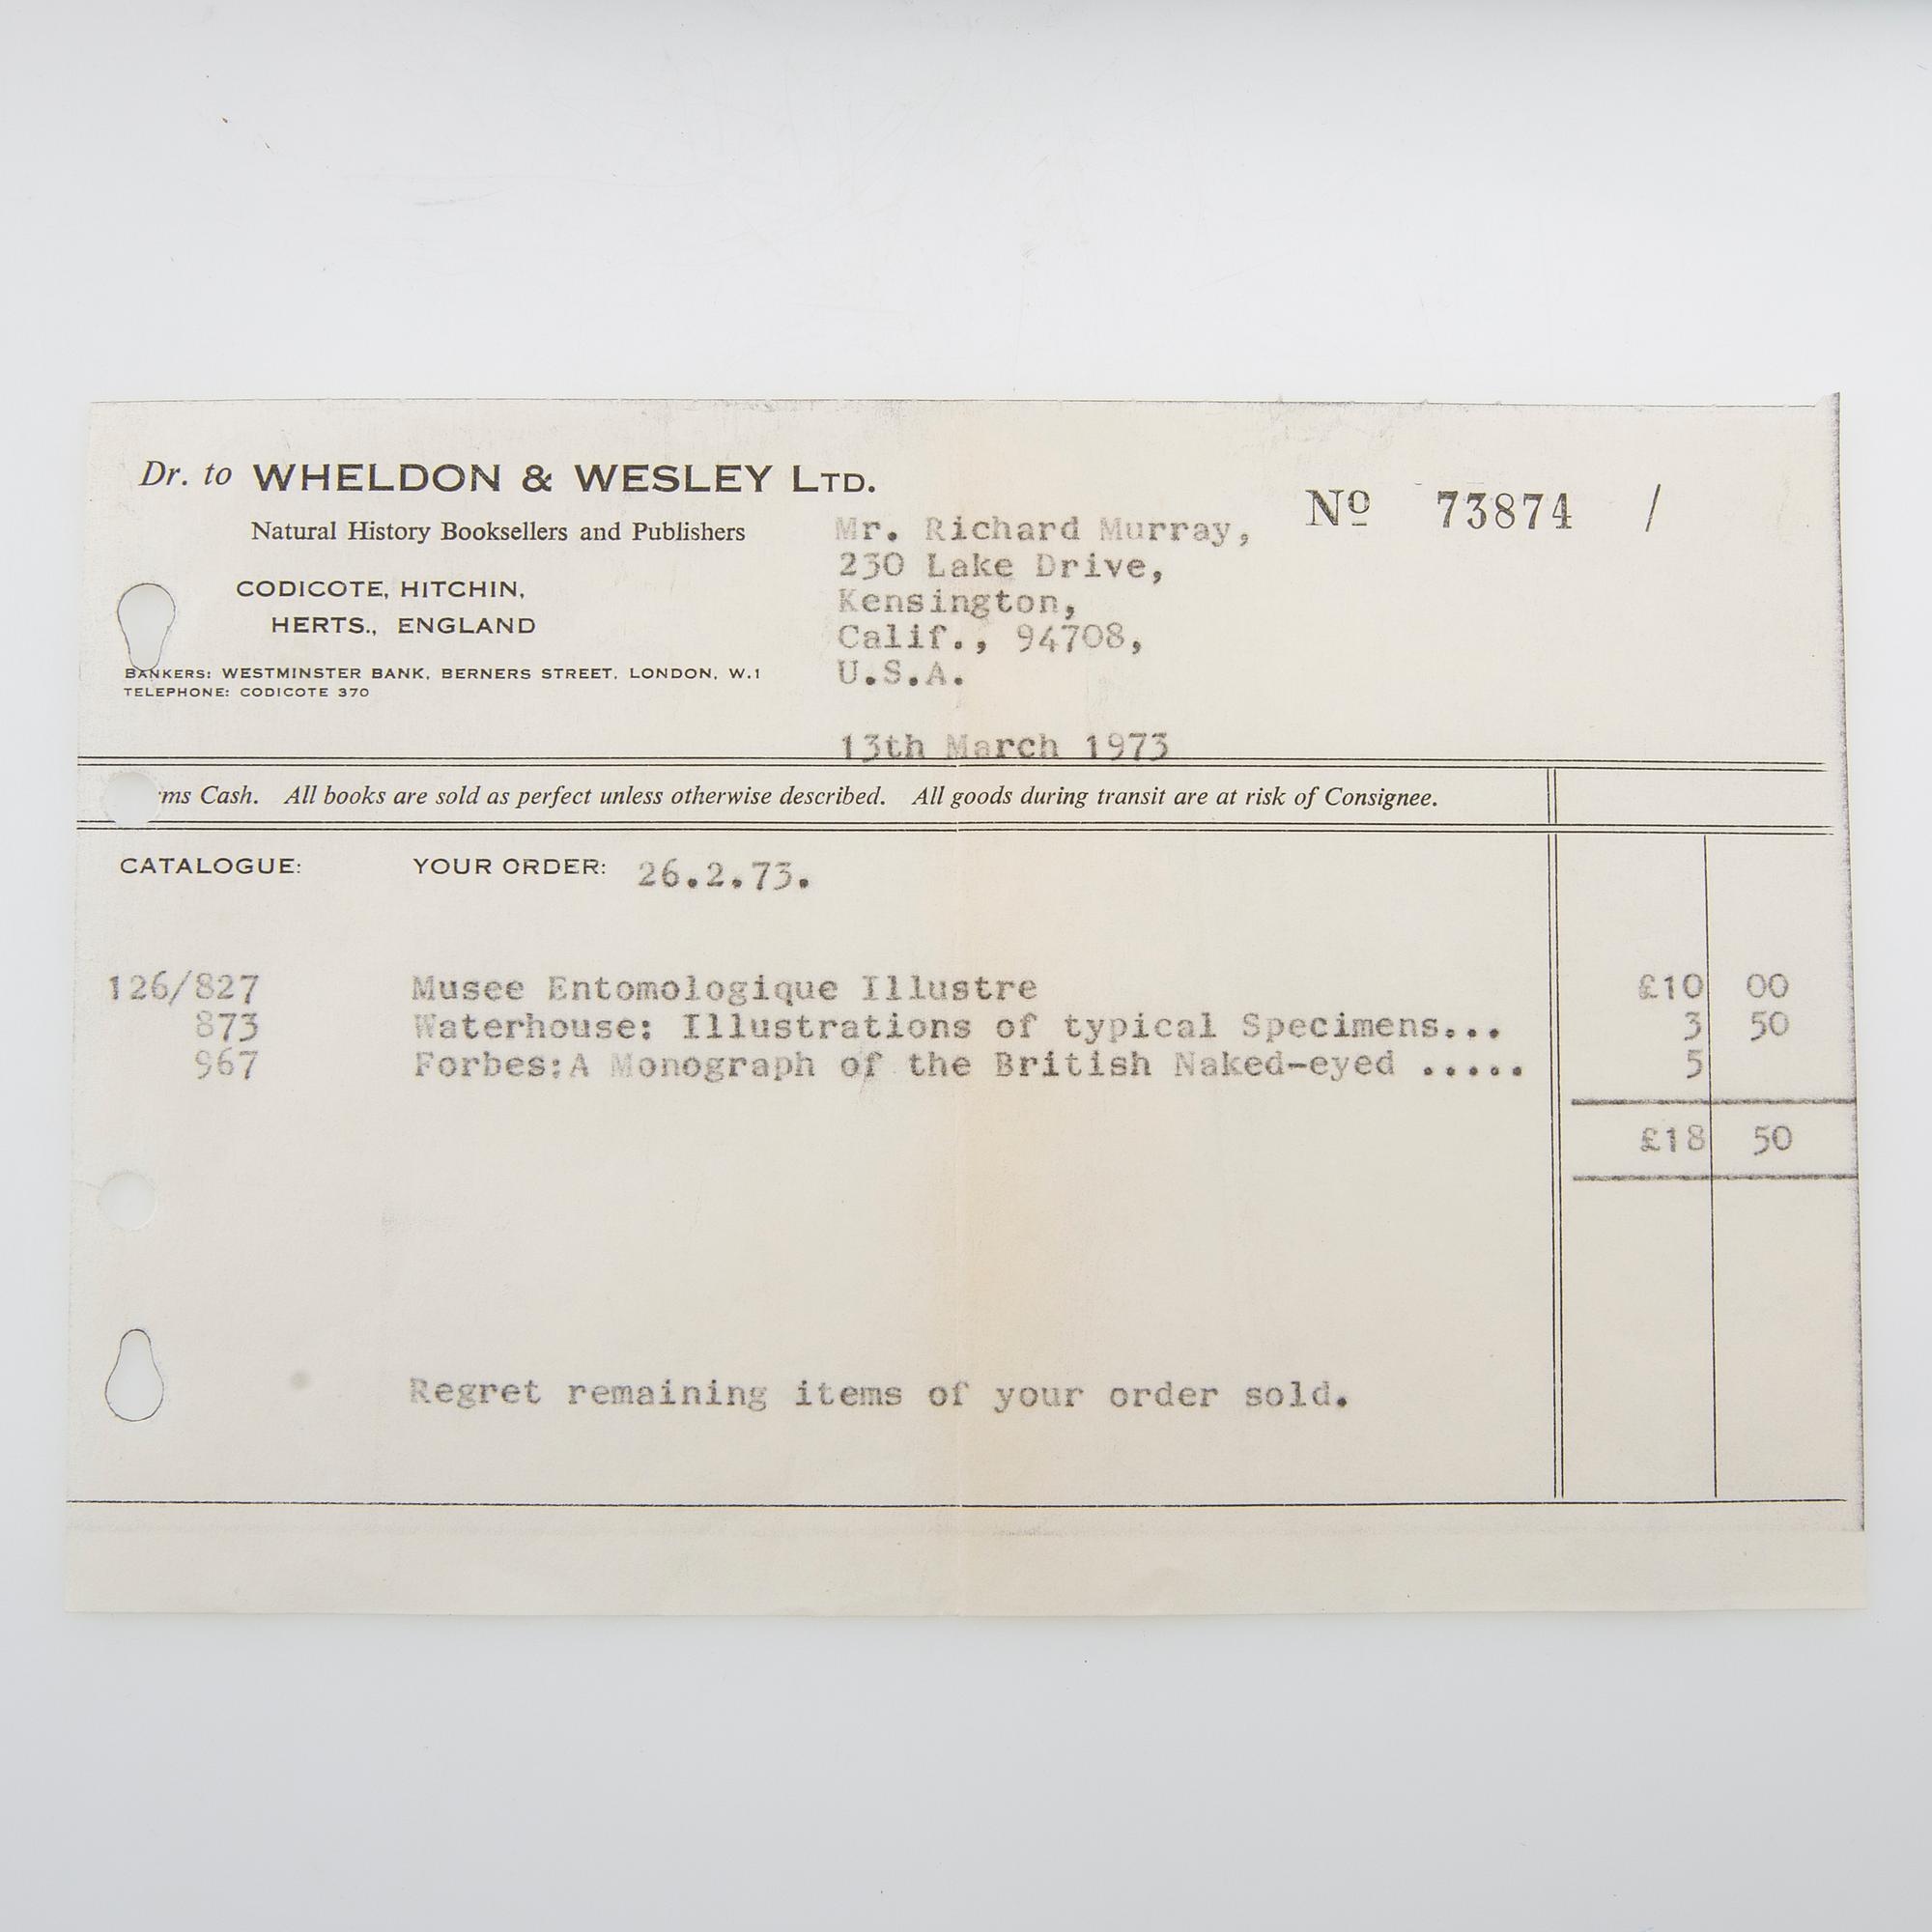 Dr. to WHELDON & WESLEY LTD.
Natural History Booksellers and Publishers
CODICOTE, HITCHIN,
HERTS., ENGLAND
BANKERS: WESTMINSTER BANK, BERNERS STREET, LONDON, W.1
TELEPHONE: CODICOTE 370
Mr. Richard Murray,
230 Lake Drive,
Kensington,
Calif., 94708,
U.S.A.
13th March 1973
Nº 73874 /
ms Cash. All books are sold as perfect unless otherwise described. All goods during transit are at risk of Consignee.
CATALOGUE: YOUR ORDER: 26.2.73.
126/827 Musee Entomologique Illustre £10 00
873 Waterhouse: Illustrations of typical Specimens... 3 50
967 Forbes:A Monograph of the British Naked-eyed ..... 5
£18 50
Regret remaining items of your order sold.